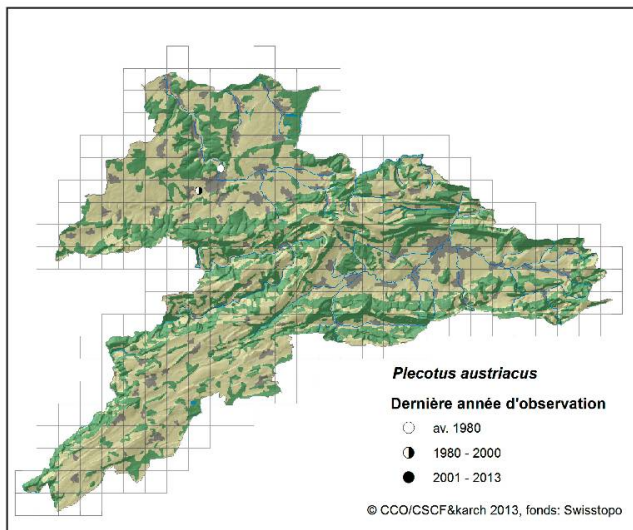 Plecotus austriacus
Dernière année d'observation
av. 1980
1980 - 2000
2001 - 2013
© CCO/CSCF&karch 2013, fonds: Swisstopo